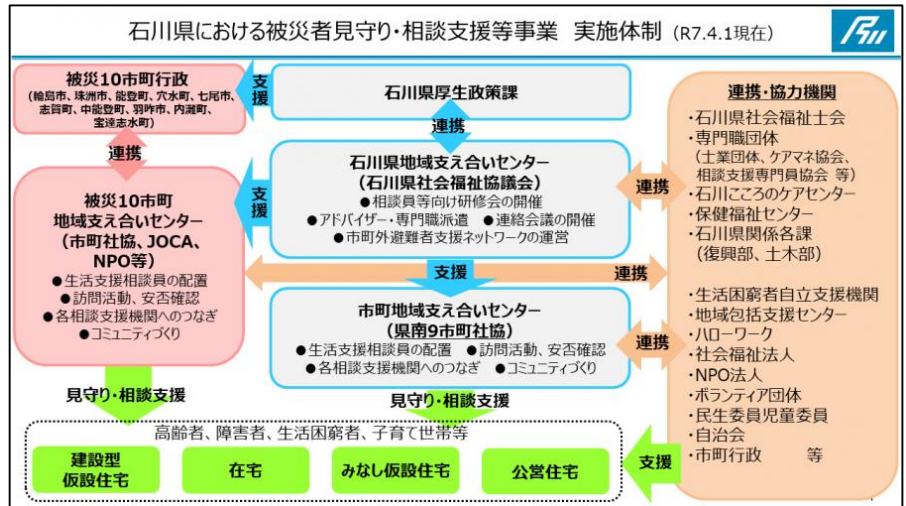 石川県における被災者見守り・相談支援等事業 実施体制 (R7.4.1現在)
被災10市町行政
(輪島市、珠洲市、能登町、穴水町、七尾市、
志賀町、中能登町、羽咋市、内灘町、
宝達志水町)
支援
石川県厚生政策課
連携
連携
石川県地域支え合いセンター
(石川県社会福祉協議会)
●相談員等向け研修会の開催
●アドバイザー・専門職派遣 ●連絡会議の開催
●市町外避難者支援ネットワークの運営
支援
連携
被災10市町
地域支え合いセンター
(市町社協、JOCA、
NPO等)
●生活支援相談員の配置
●訪問活動、安否確認
●各相談支援機関へのつなぎ
●コミュニティづくり
支援
連携
市町地域支え合いセンター
(県南9市町社協)
●生活支援相談員の配置 ●訪問活動、安否確認
●各相談支援機関へのつなぎ ●コミュニティづくり
連携
連携・協力機関
・石川県社会福祉士会
・専門職団体
(士業団体、ケアマネ協会、
相談支援専門員協会 等)
・石川こころのケアセンター
・保健福祉センター
・石川県関係各課
(復興部、土木部)
・生活困窮者自立支援機関
・地域包括支援センター
・ハローワーク
・社会福祉法人
・NPO法人
・ボランティア団体
・民生委員児童委員
・自治会
・市町行政 等
見守り・相談支援
見守り・相談支援
高齢者、障害者、生活困窮者、子育て世帯等
建設型
仮設住宅
在宅
みなし仮設住宅
公営住宅
支援